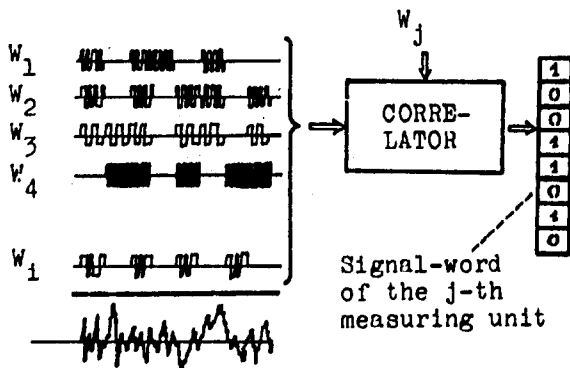 W1
W2
W3
W4
Wi
Wj
CORRE-
LATOR
1
0
0
1
1
0
1
0
Signal-word
of the j-th
measuring unit